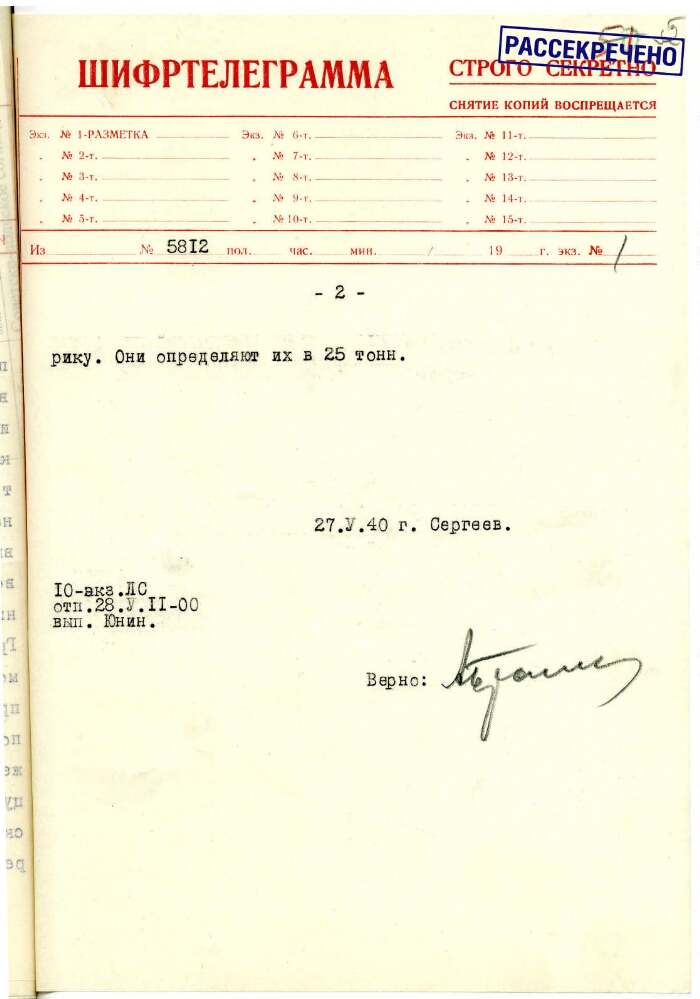 РАССЕКРЕЧЕНО
ШИФРТЕЛЕГРАММА
СТРОГО СЕКРЕТНО
СНЯТИЕ КОПИЙ ВОСПРЕЩАЕТСЯ
Экз. № 1-РАЗМЕТКА Экз. № 6-т. Экз. № 11-т.
„ № 2-т. „ № 7-т. „ № 12-т.
„ № 3-т. „ № 8-т. „ № 13-т.
„ № 4-т. „ № 9-т. „ № 14-т.
„ № 5-т. „ № 10-т. „ № 15-т.
Из № 5812 пол. час. мин. / 19 г. экз. № 1
- 2 -
рику. Они определяют их в 25 тонн.
27.У.40 г. Сергеев.
IO-экз.ЛС
отп.28.У.II-00
вып. Юнин.
Верно: